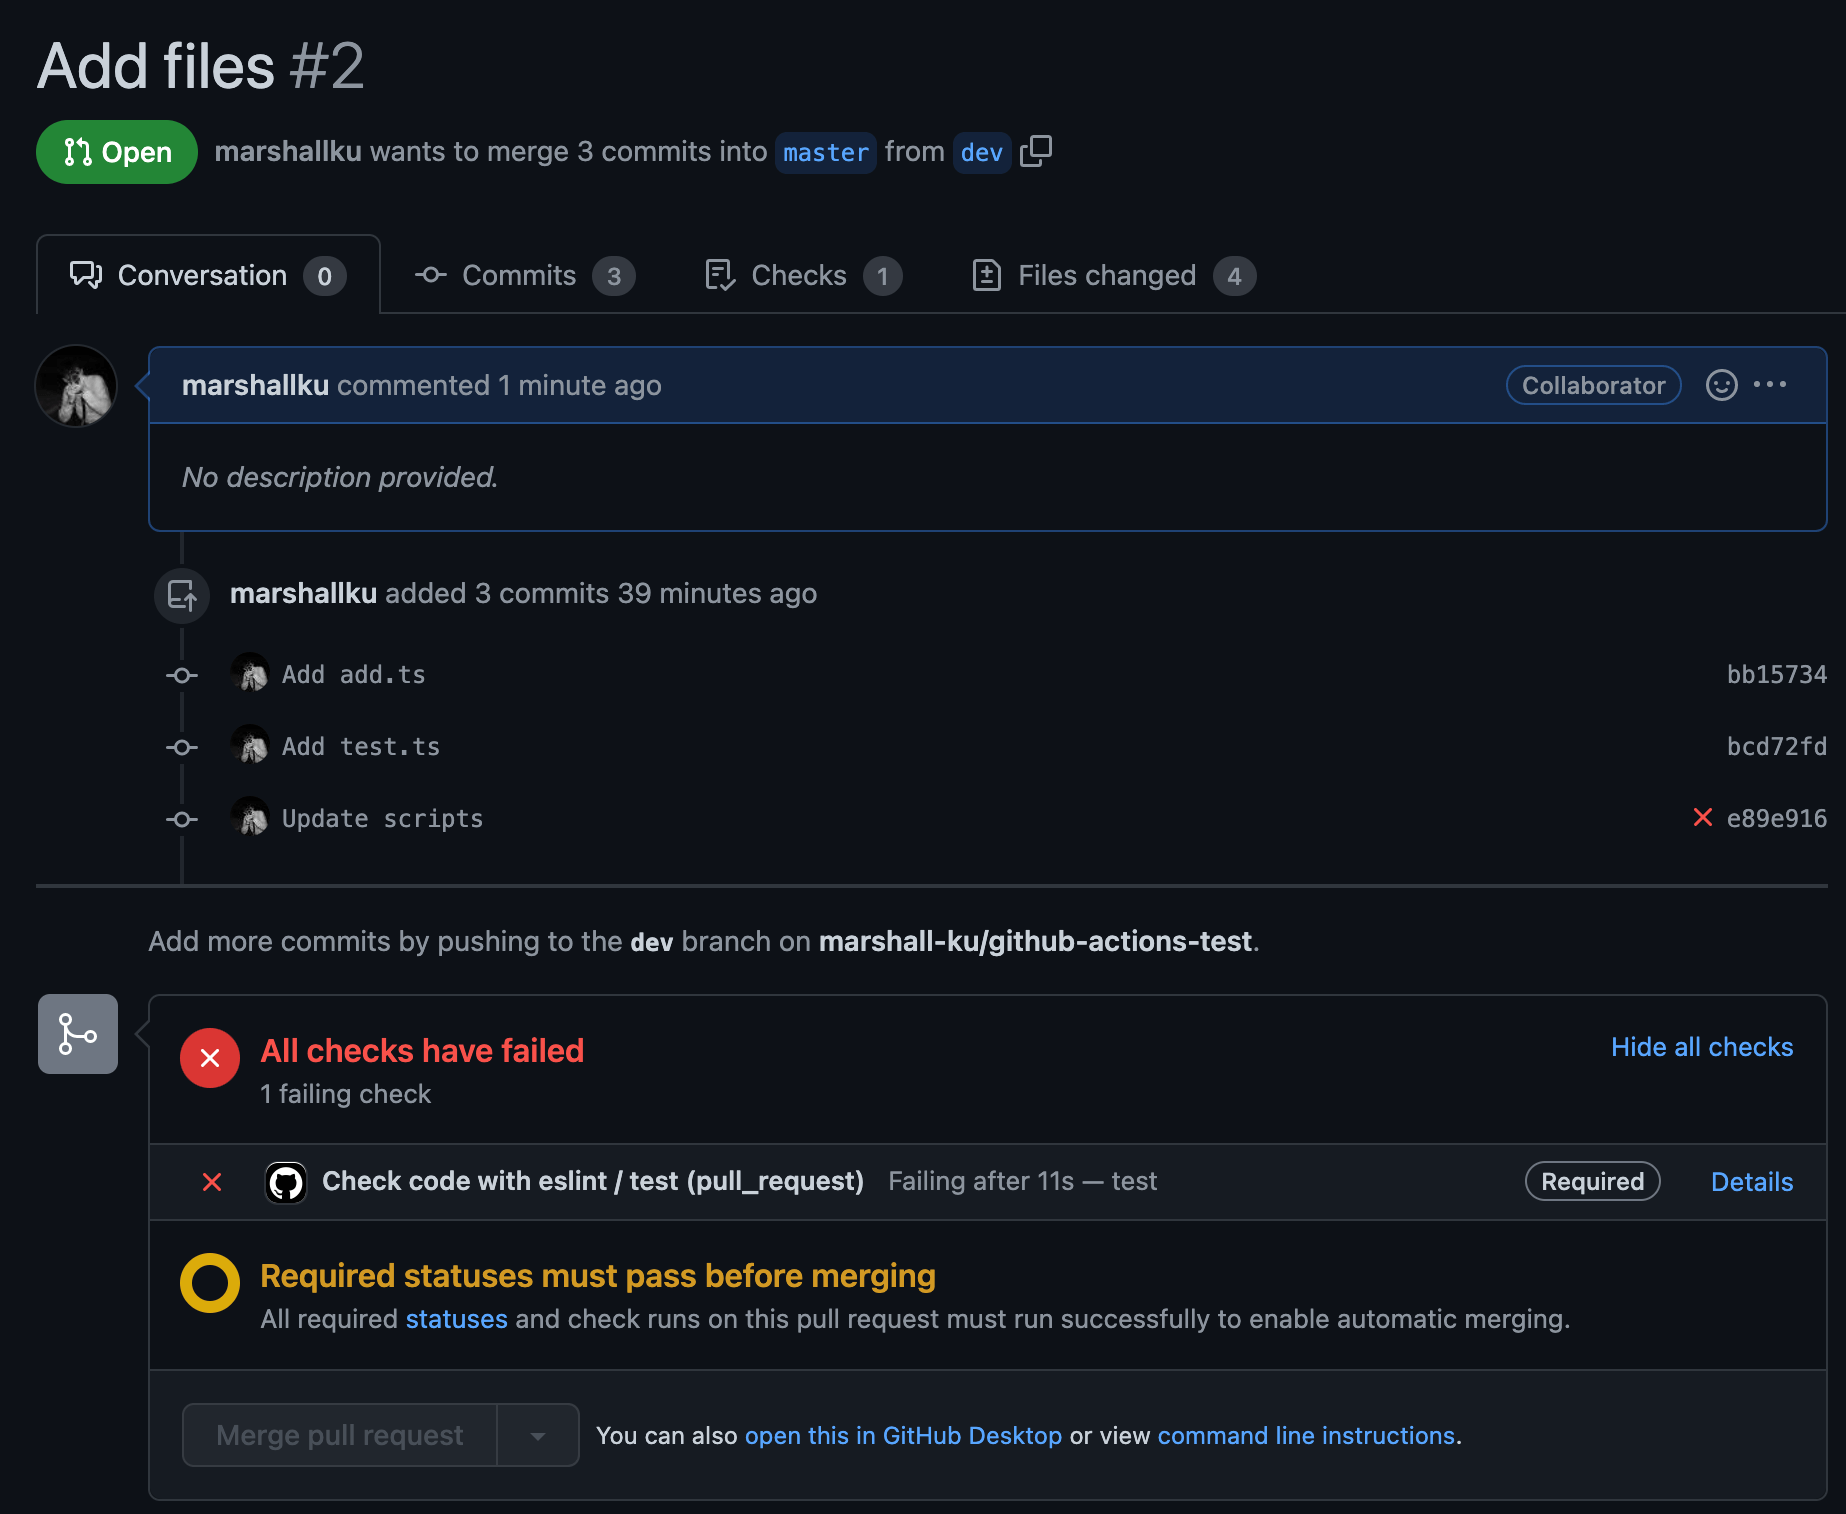 Add files #2
Open
marshallku wants to merge 3 commits into master from dev
Conversation 0
Commits 3
Checks 1
Files changed 4
marshallku commented 1 minute ago
Collaborator
No description provided.
marshallku added 3 commits 39 minutes ago
Add add.ts
bb15734
Add test.ts
bcd72fd
Update scripts
e89e916
Add more commits by pushing to the dev branch on marshall-ku/github-actions-test.
All checks have failed
Hide all checks
1 failing check
Check code with eslint / test (pull_request) Failing after 11s — test
Required
Details
Required statuses must pass before merging
All required statuses and check runs on this pull request must run successfully to enable automatic merging.
Merge pull request
You can also open this in GitHub Desktop or view command line instructions.